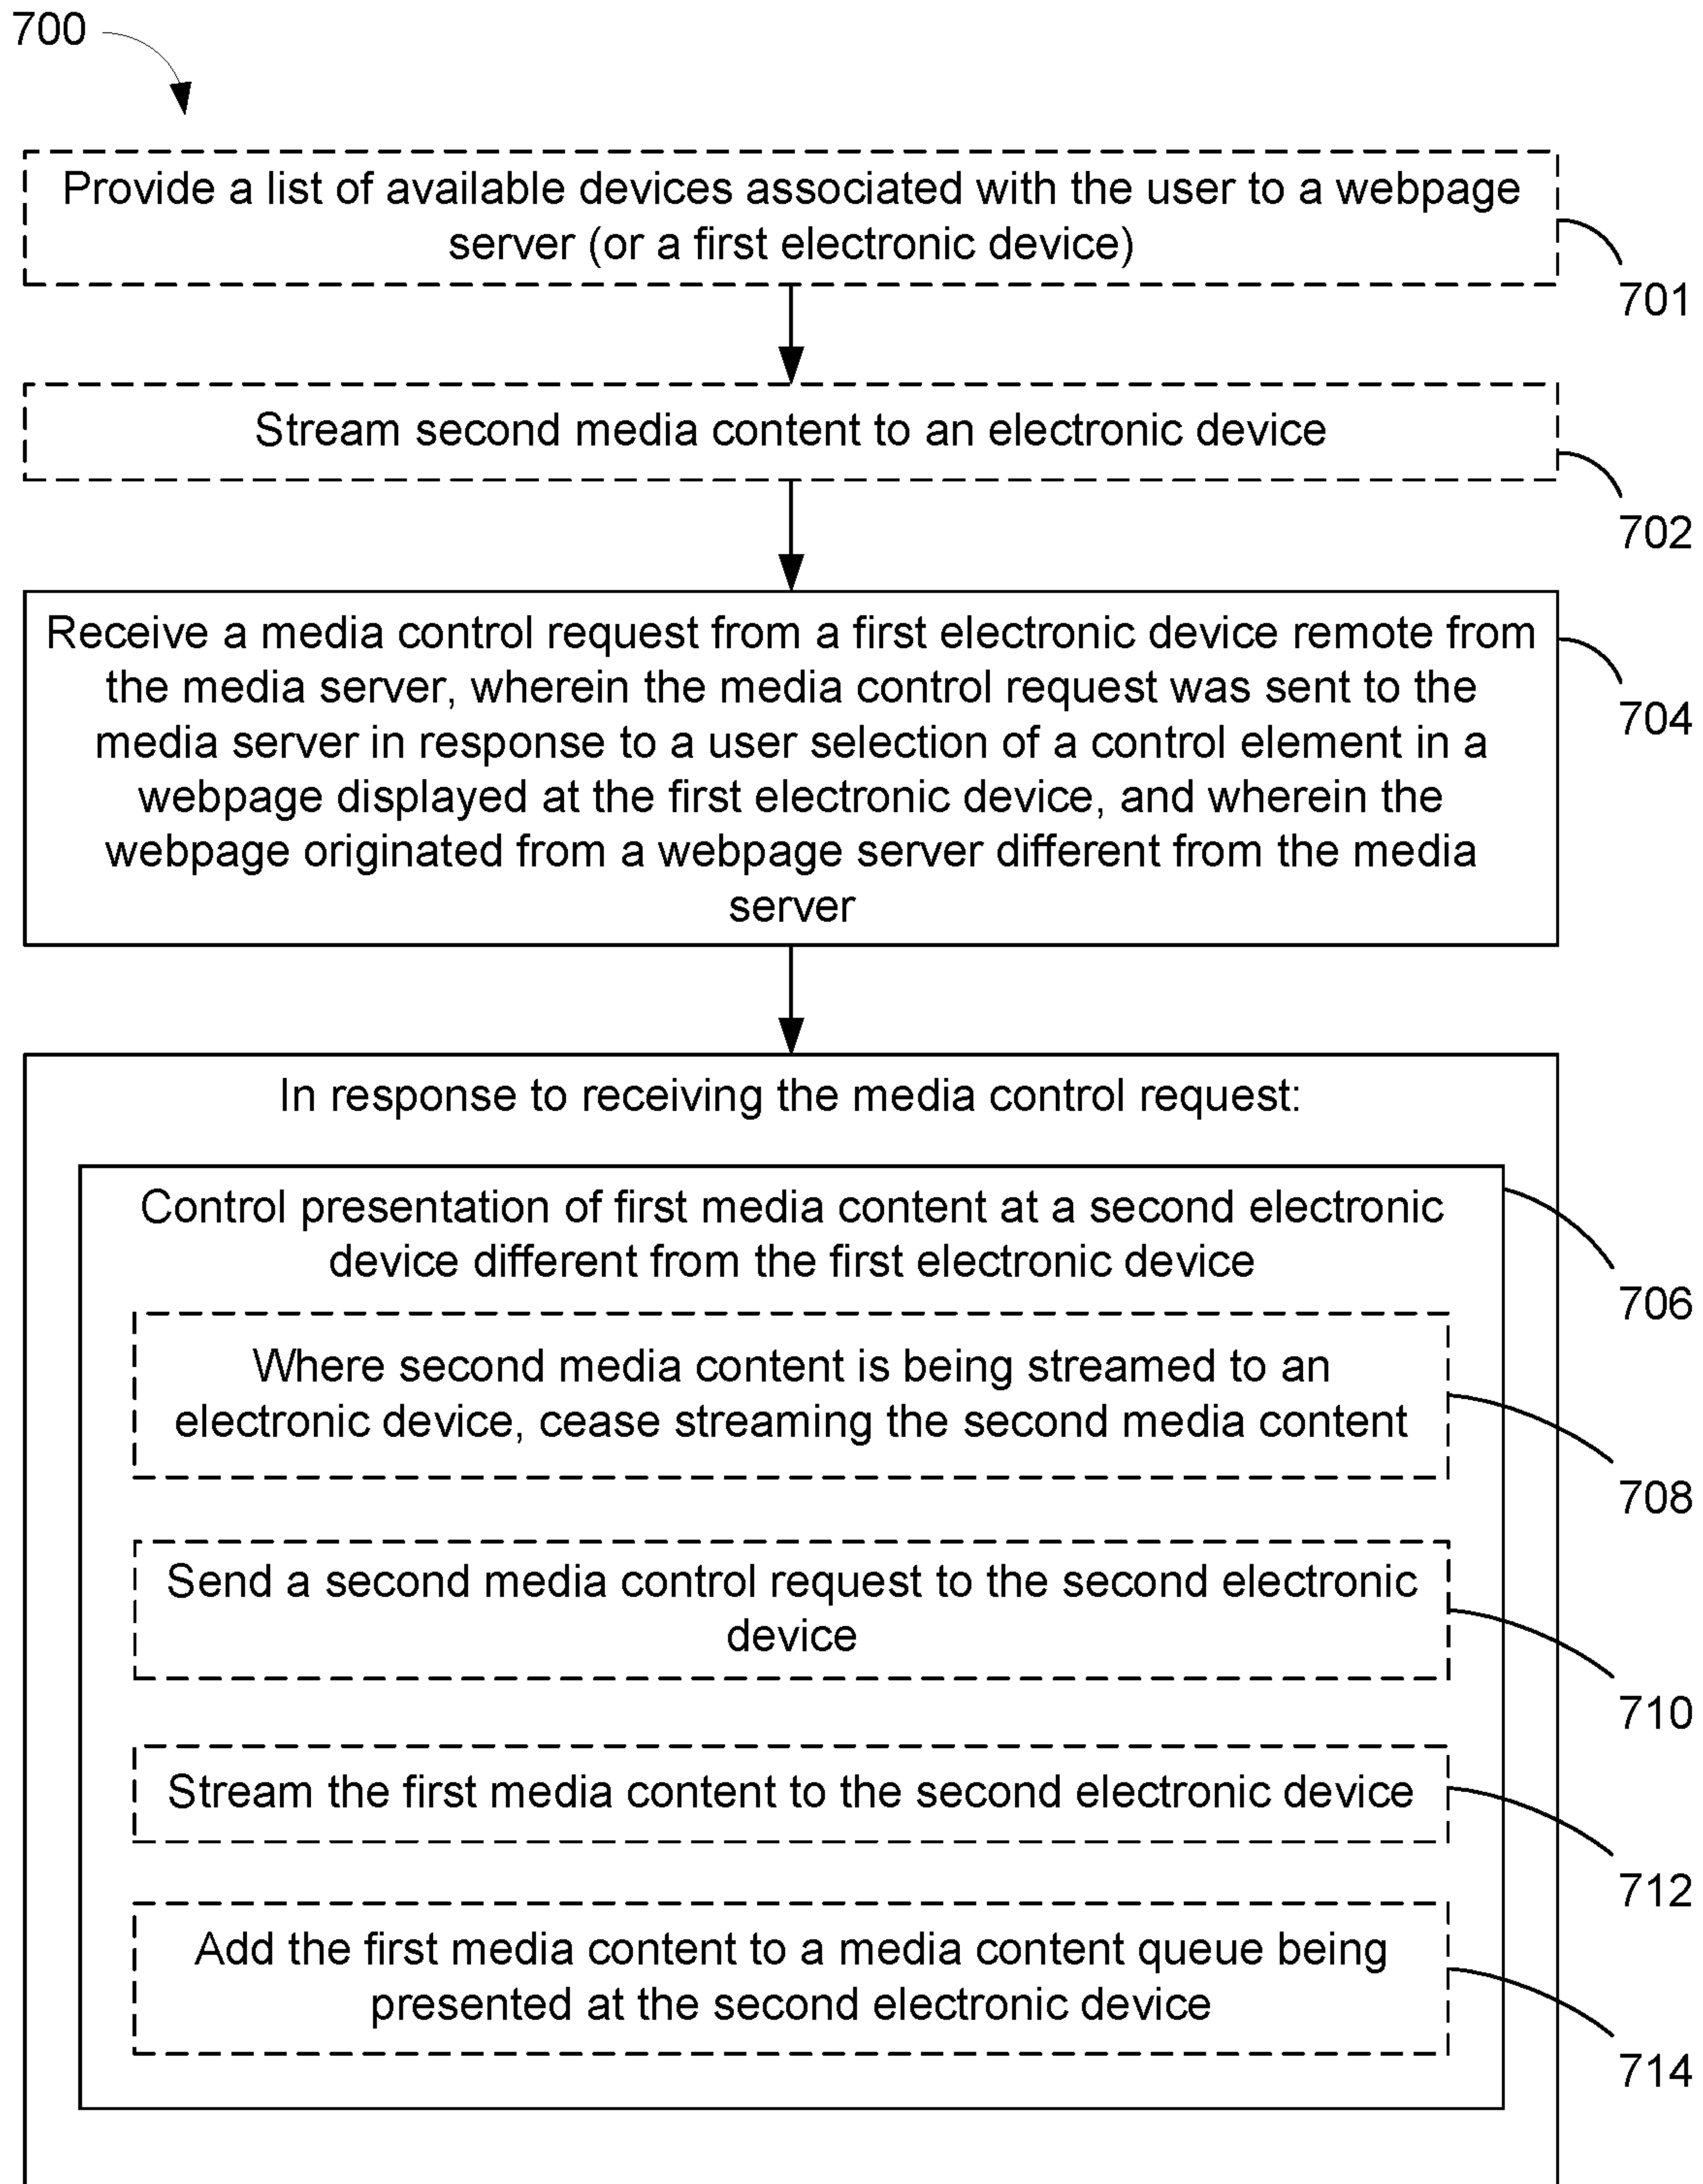 700
Provide a list of available devices associated with the user to a webpage
server (or a first electronic device)
701
Stream second media content to an electronic device
702
Receive a media control request from a first electronic device remote from
the media server, wherein the media control request was sent to the
media server in response to a user selection of a control element in a
webpage displayed at the first electronic device, and wherein the
webpage originated from a webpage server different from the media
server
704
In response to receiving the media control request:
Control presentation of first media content at a second electronic
device different from the first electronic device
706
Where second media content is being streamed to an
electronic device, cease streaming the second media content
708
Send a second media control request to the second electronic
device
710
Stream the first media content to the second electronic device
712
Add the first media content to a media content queue being
presented at the second electronic device
714